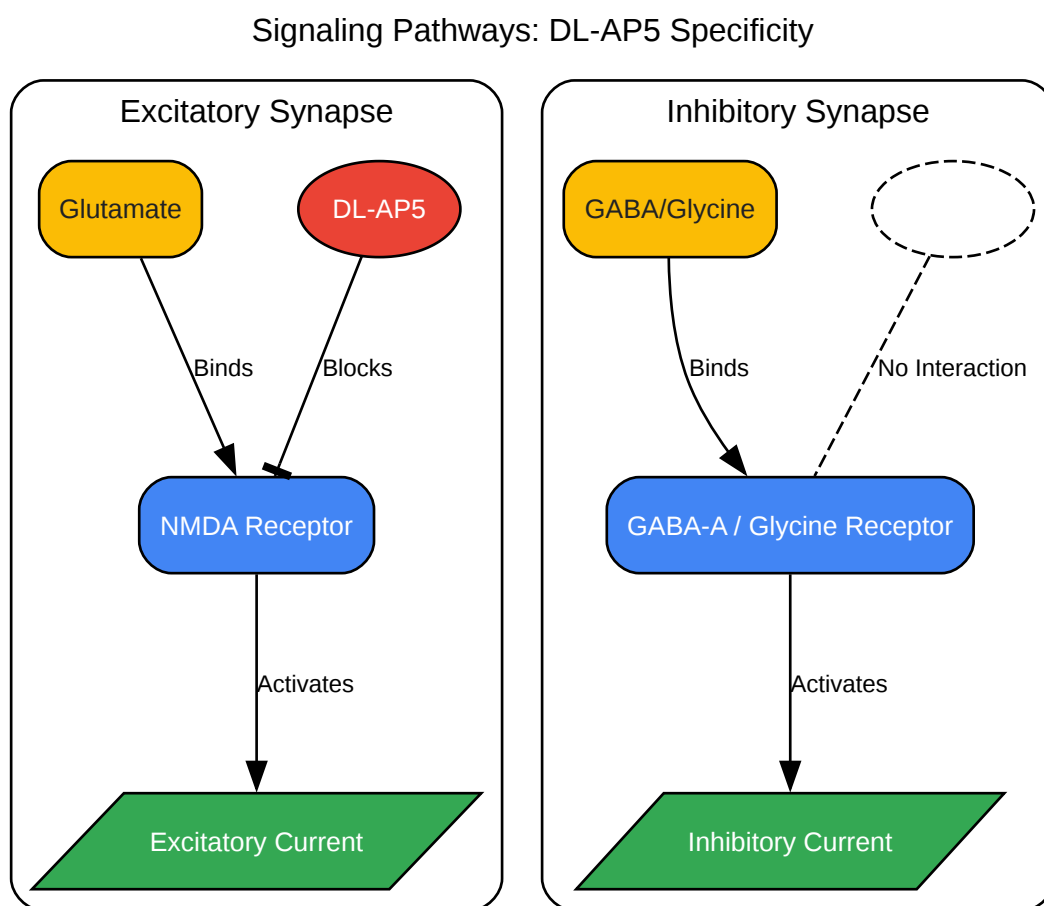 Signaling Pathways: DL-AP5 Specificity
Excitatory Synapse
Glutamate
DL-AP5
Binds
Blocks
NMDA Receptor
Activates
Excitatory Current
Inhibitory Synapse
GABA/Glycine
Binds
No Interaction
GABA-A / Glycine Receptor
Activates
Inhibitory Current